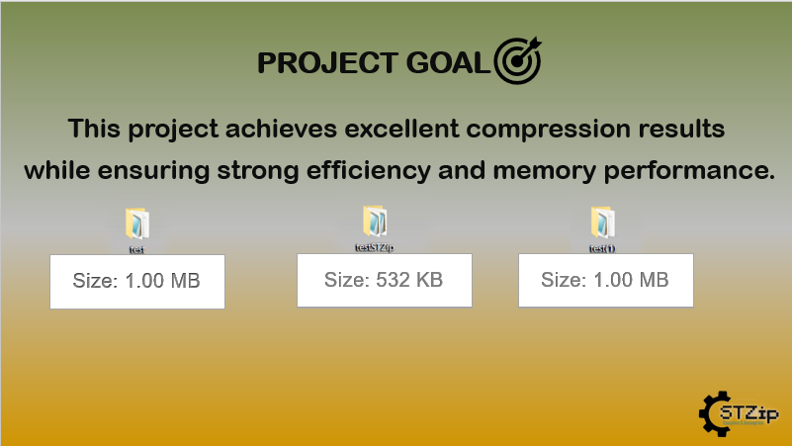 PROJECT GOAL
This project achieves excellent compression results
while ensuring strong efficiency and memory performance.
test
testSTZip
test(1)
Size: 1.00 MB
Size: 532 KB
Size: 1.00 MB
STZip